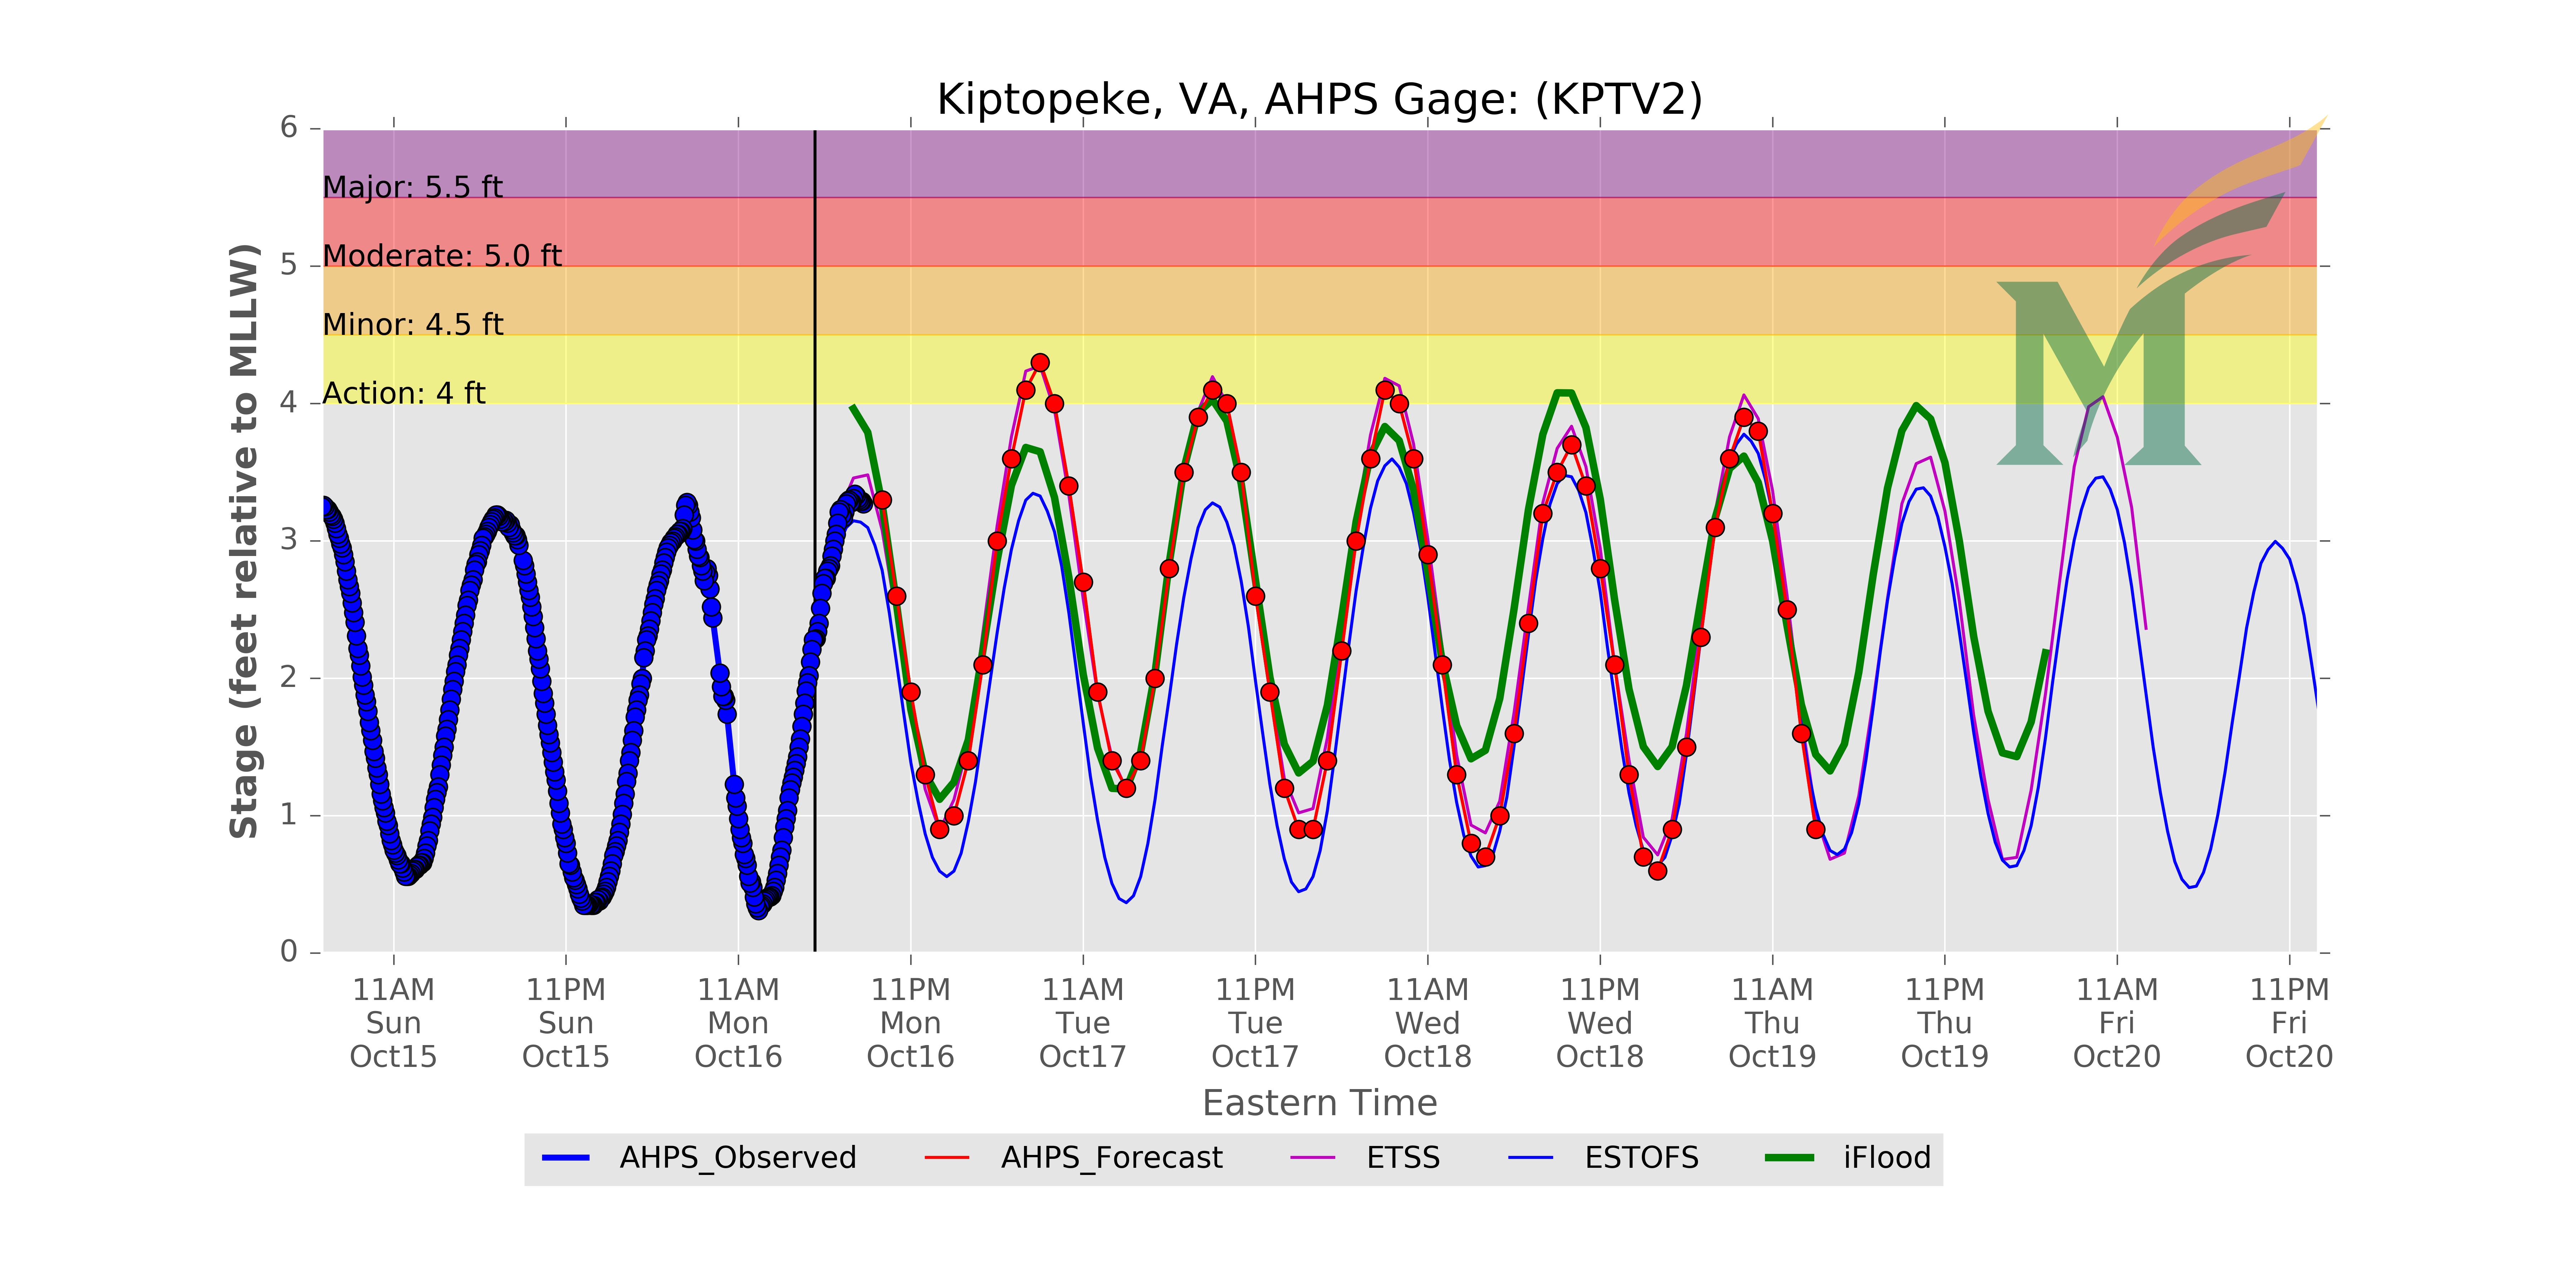 Kiptopeke, VA, AHPS Gage: (KPTV2)
6
Major: 5.5 ft
Moderate: 5.0 ft
5
Minor: 4.5 ft
Action: 4 ft
4
3
2
1
0
Stage (feet relative to MLLW)
11AM 11PM 11AM 11PM 11AM 11PM 11AM 11PM 11AM 11PM 11AM 11PM
Sun Sun Mon Mon Tue Tue Wed Wed Thu Thu Fri Fri
Oct15 Oct15 Oct16 Oct16 Oct17 Oct17 Oct18 Oct18 Oct19 Oct19 Oct20 Oct20
Eastern Time
AHPS_Observed AHPS_Forecast ETSS ESTOFS iFlood
M